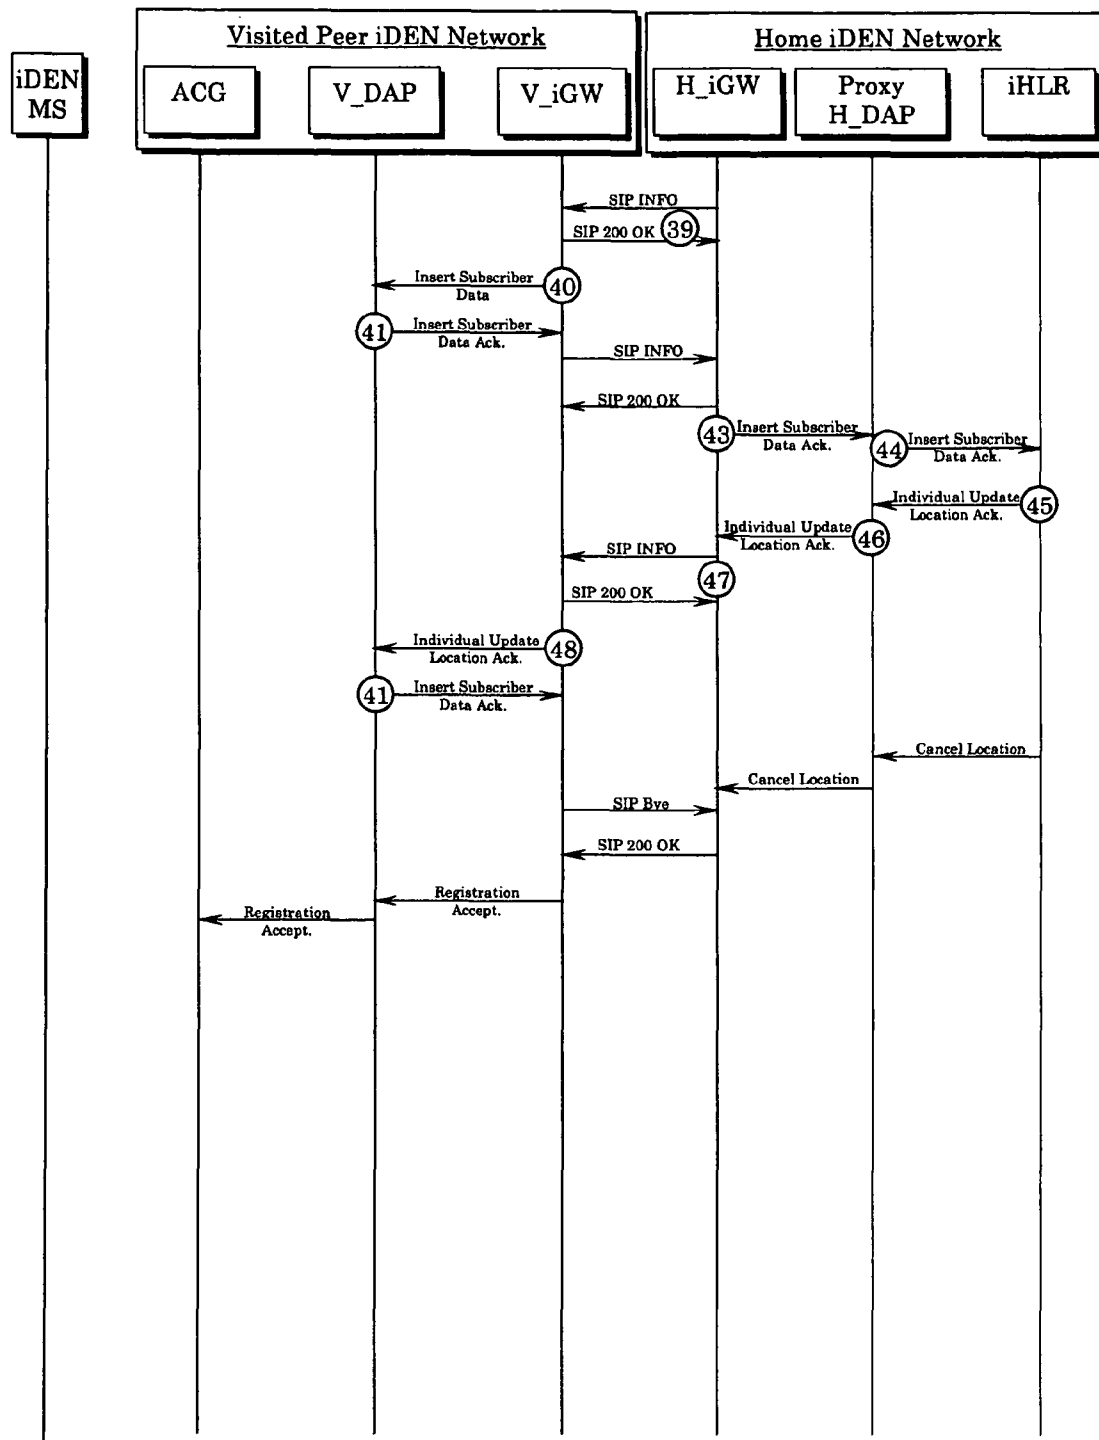 Visited Peer iDEN Network
Home iDEN Network
iDEN
MS
ACG
V_DAP
V_iGW
H_iGW
Proxy
H_DAP
iHLR
SIP INFO
39
SIP 200 OK
Insert Subscriber
Data
40
41
Insert Subscriber
Data Ack.
SIP INFO
SIP 200 OK
43
Insert Subscriber
Data Ack.
44
Insert Subscriber
Data Ack.
Individual Update
Location Ack.
45
Individual Update
Location Ack.
46
SIP INFO
47
SIP 200 OK
Individual Update
Location Ack.
48
41
Insert Subscriber
Data Ack.
Cancel Location
Cancel Location
SIP Bye
SIP 200 OK
Registration
Accept.
Registration
Accept.